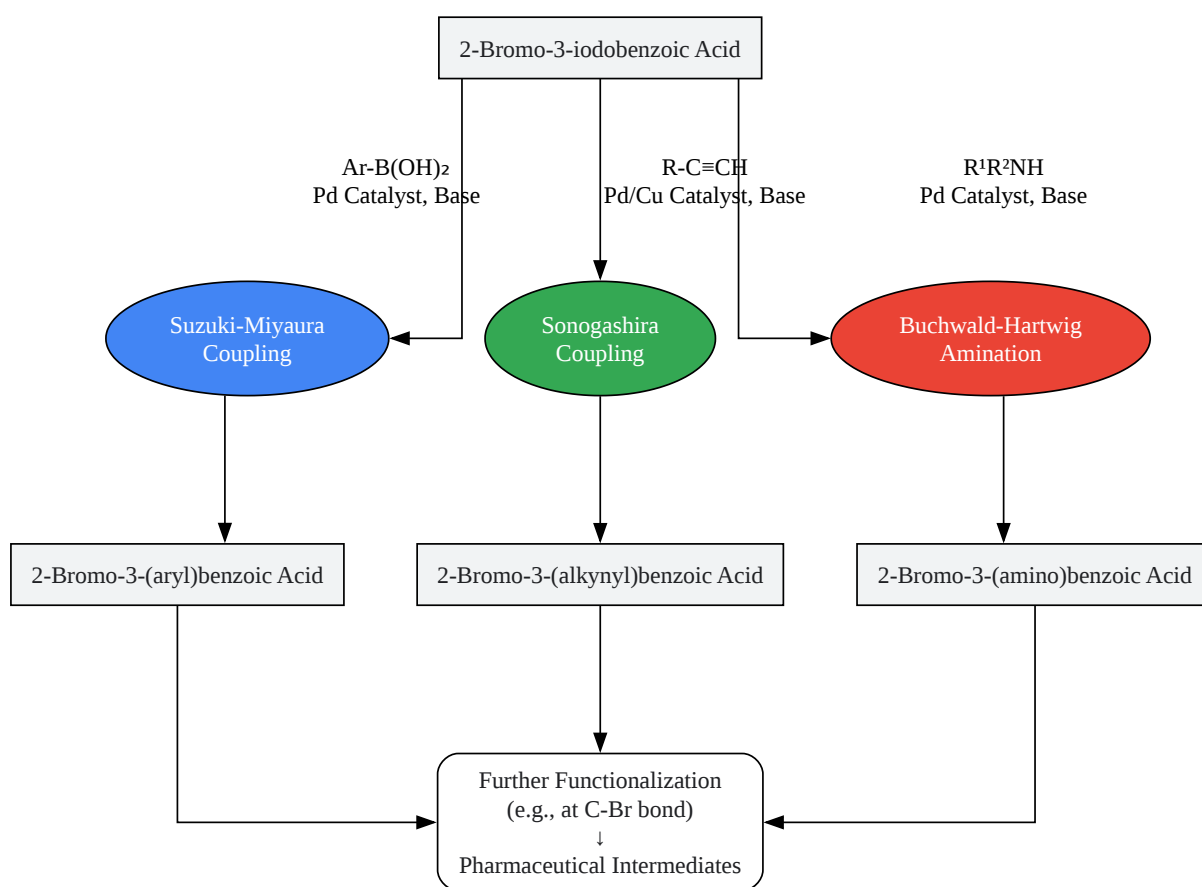 2-Bromo-3-iodobenzoic Acid
Ar-B(OH)₂
Pd Catalyst, Base
R-C≡CH
Pd/Cu Catalyst, Base
R¹R²NH
Pd Catalyst, Base
Suzuki-Miyaura
Coupling
Sonogashira
Coupling
Buchwald-Hartwig
Amination
2-Bromo-3-(aryl)benzoic Acid
2-Bromo-3-(alkynyl)benzoic Acid
2-Bromo-3-(amino)benzoic Acid
Further Functionalization
(e.g., at C-Br bond)
↓
Pharmaceutical Intermediates